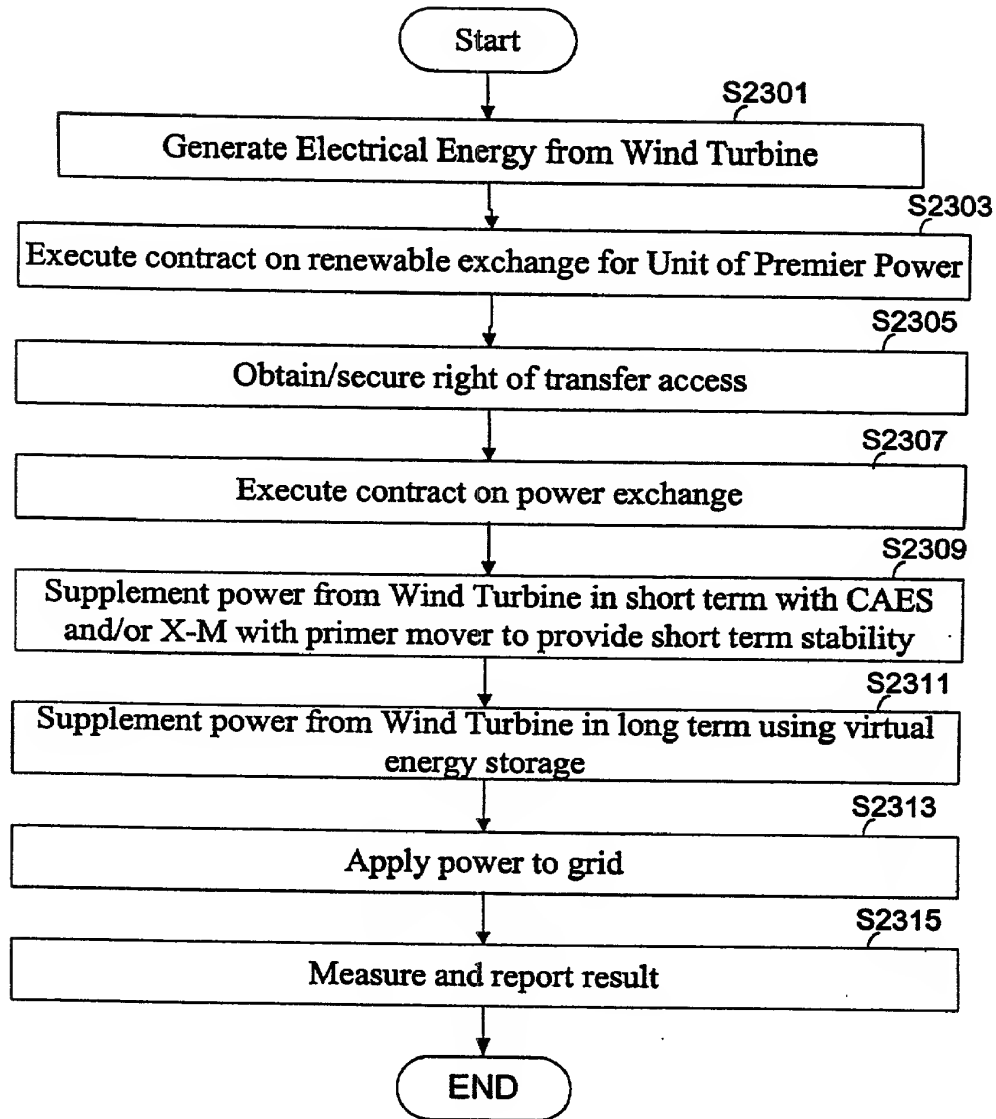 Start
S2301
Generate Electrical Energy from Wind Turbine
S2303
Execute contract on renewable exchange for Unit of Premier Power
S2305
Obtain/secure right of transfer access
S2307
Execute contract on power exchange
S2309
Supplement power from Wind Turbine in short term with CAES
and/or X-M with primer mover to provide short term stability
S2311
Supplement power from Wind Turbine in long term using virtual
energy storage
S2313
Apply power to grid
S2315
Measure and report result
END